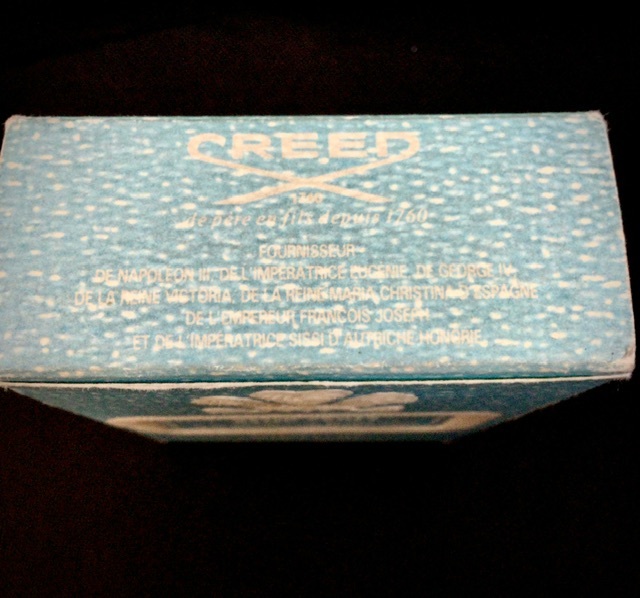 CREED
1760
de père en fils depuis 1760
FOURNISSEUR
DE NAPOLEON III, DE L'IMPERATRICE EUGENIE, DE GEORGE IV,
DE LA REINE VICTORIA, DE LA REINE MARIA CHRISTINA D'ESPAGNE
DE L'EMPEREUR FRANCOIS JOSEPH
ET DE L'IMPERATRICE SISSI D'AUTRICHE HONGRIE